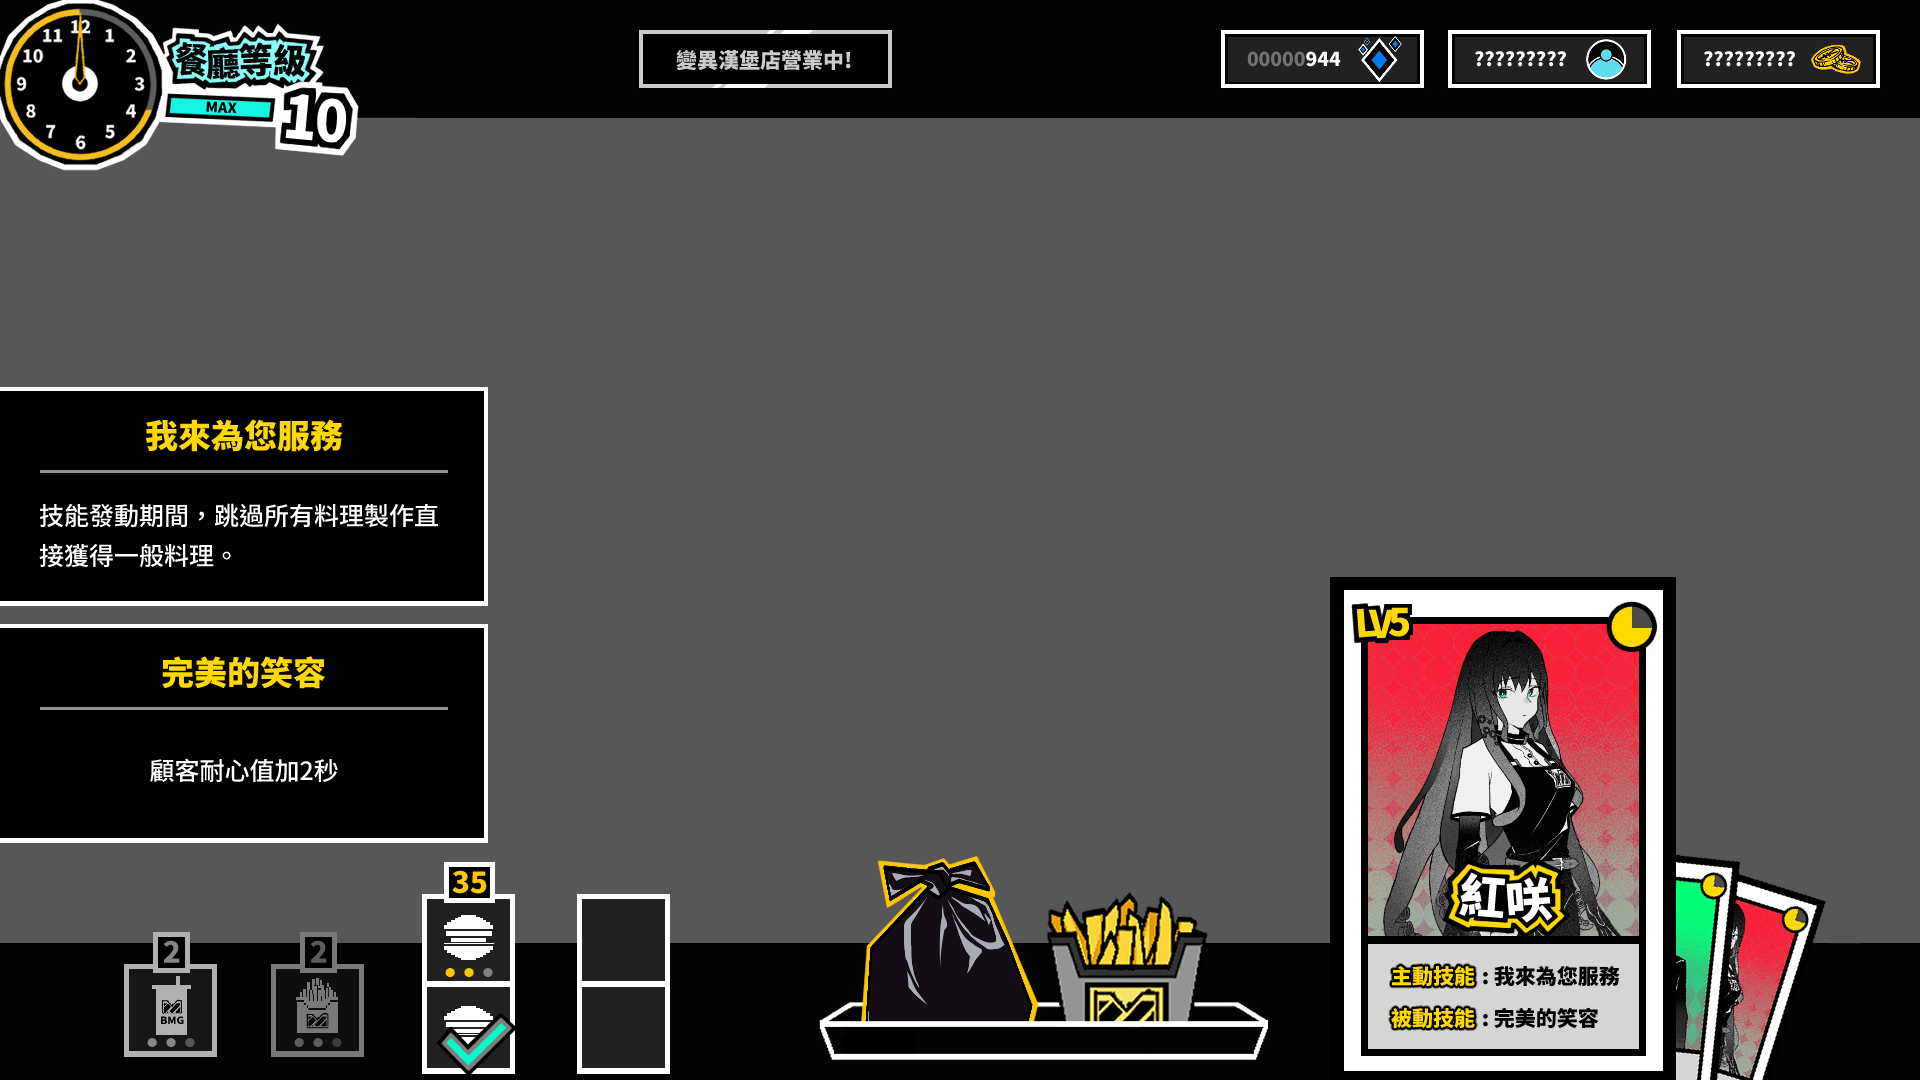 12
11 1
10 2
9 3
8 4
7 5
6
餐廳等級
MAX
10
變異漢堡店營業中!
00000944
?????????
?????????
我來為您服務
技能發動期間，跳過所有料理製作直
接獲得一般料理。
完美的笑容
顧客耐心值加2秒
2
BMG
2
35
LV5
紅咲
主動技能 : 我來為您服務
被動技能 : 完美的笑容